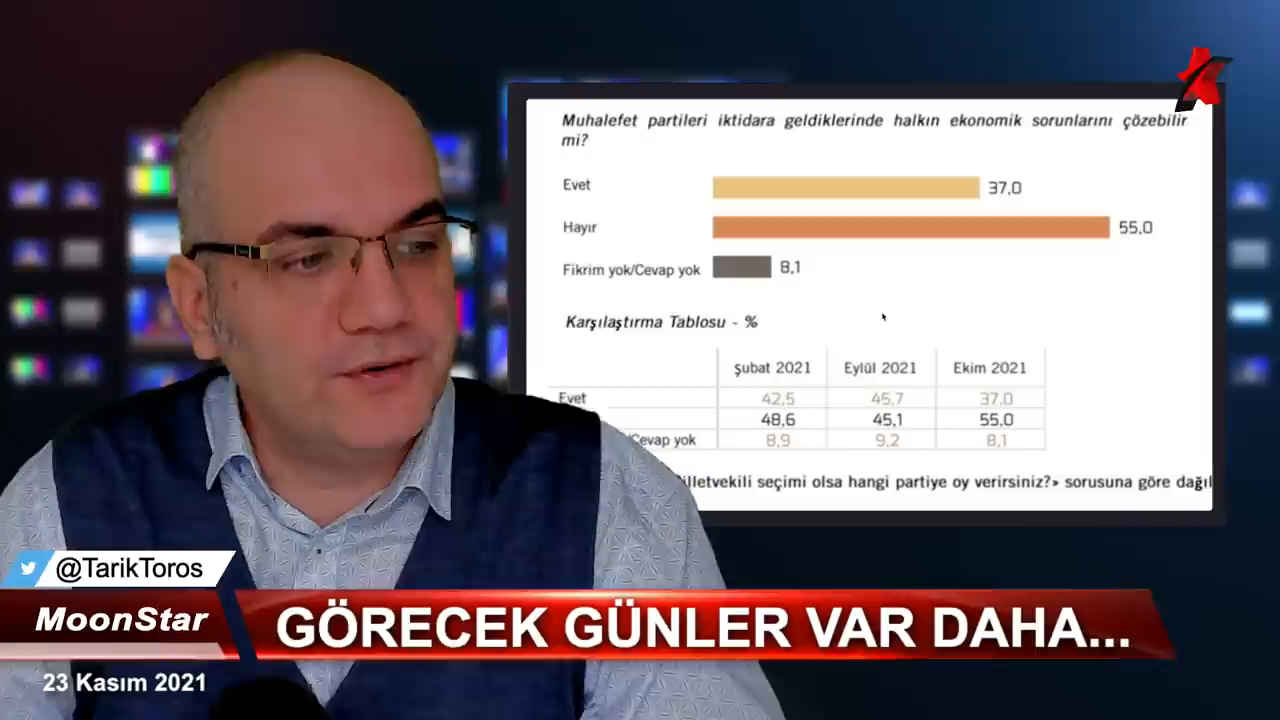 Muhalefet partileri iktidara geldiklerinde halkın ekonomik sorunlarını çözebilir
mi?
Evet 37,0
Hayır 55,0
Fikrim yok/Cevap yok 8,1
Karşılaştırma Tablosu - %
Şubat 2021 Eylül 2021 Ekim 2021
Evet 42,5 45,7 37,0
48,6 45,1 55,0
/Cevap yok 8,9 9,2 8,1
illetvekili seçimi olsa hangi partiye oy verirsiniz?» sorusuna göre dağıl
@TarikToros
MoonStar GÖRECEK GÜNLER VAR DAHA...
23 Kasım 2021